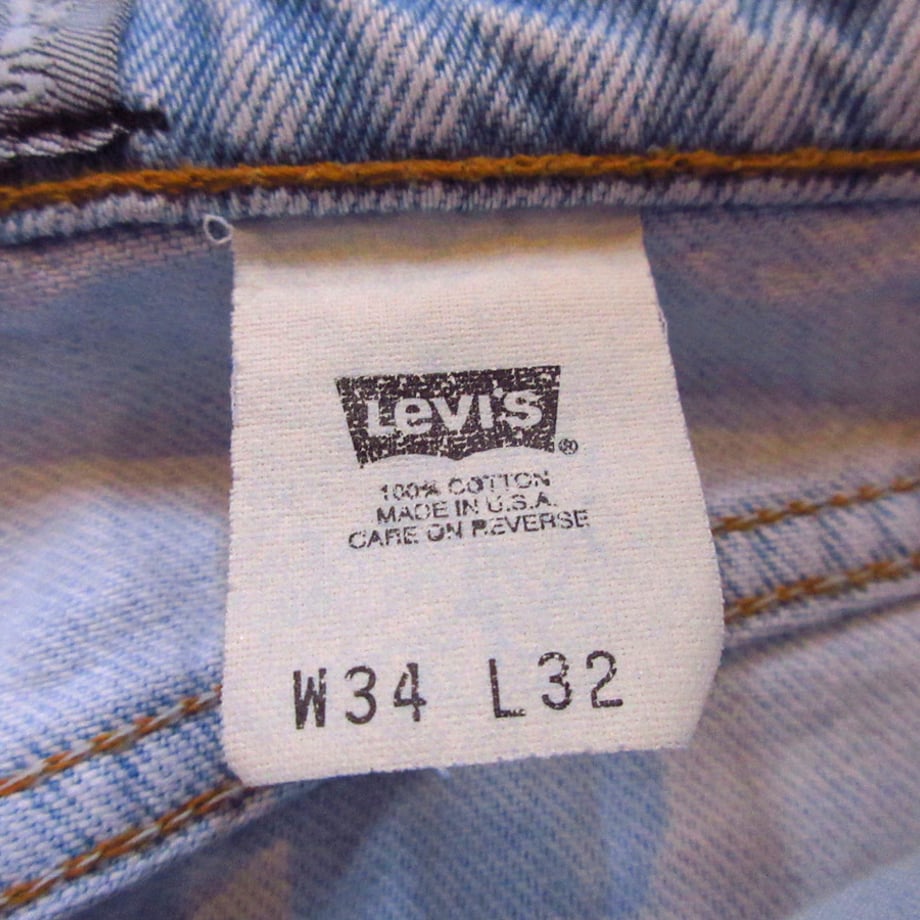 Levi's®
100% COTTON
MADE IN U.S.A.
CARE ON REVERSE
W34 L32